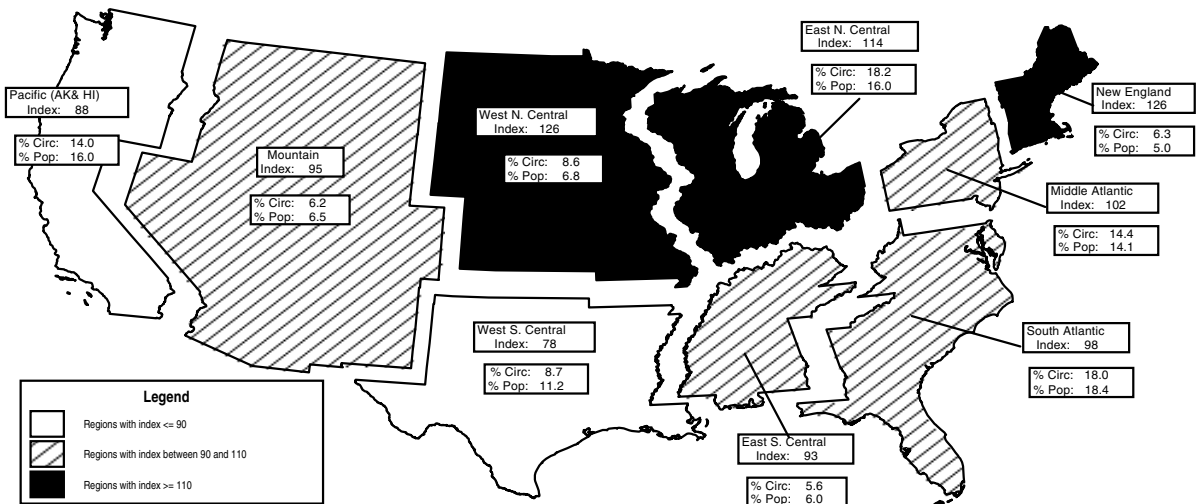 East N. Central
Index: 114
% Circ: 18.2
% Pop: 16.0
Pacific (AK& HI)
Index: 88
% Circ: 14.0
% Pop: 16.0
Mountain
Index: 95
% Circ: 6.2
% Pop: 6.5
West N. Central
Index: 126
% Circ: 8.6
% Pop: 6.8
New England
Index: 126
% Circ: 6.3
% Pop: 5.0
Middle Atlantic
Index: 102
% Circ: 14.4
% Pop: 14.1
West S. Central
Index: 78
% Circ: 8.7
% Pop: 11.2
South Atlantic
Index: 98
% Circ: 18.0
% Pop: 18.4
East S. Central
Index: 93
% Circ: 5.6
% Pop: 6.0
Legend
Regions with index <= 90
Regions with index between 90 and 110
Regions with index >= 110